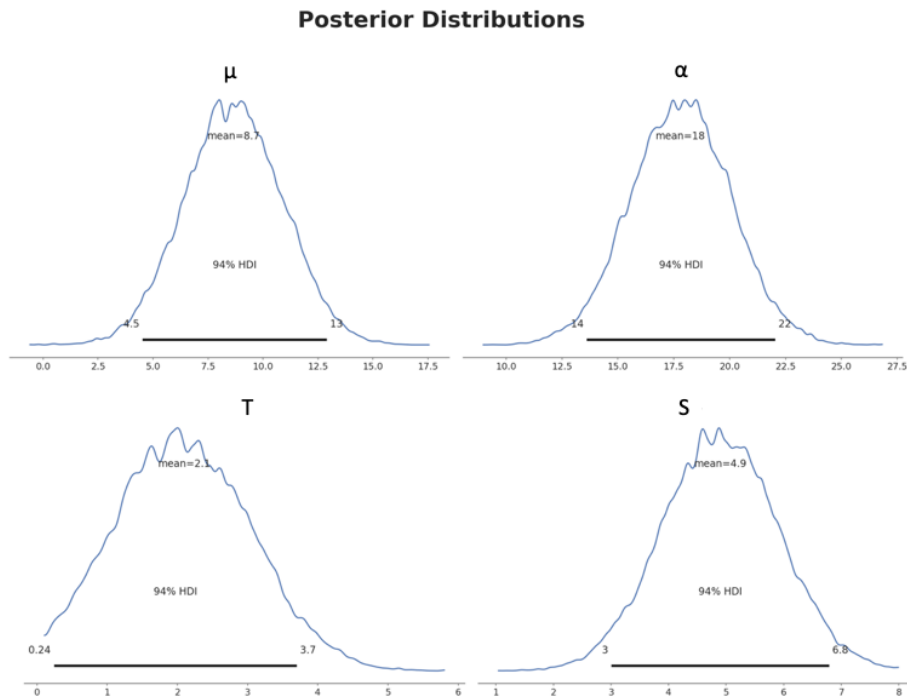 Posterior Distributions
μ
mean=8.7
94% HDI
4.5 13
0.0 2.5 5.0 7.5 10.0 12.5 15.0 17.5
α
mean=18
94% HDI
14 22
10.0 12.5 15.0 17.5 20.0 22.5 25.0 27.5
T
mean=2.1
94% HDI
0.24 3.7
0 1 2 3 4 5 6
S
mean=4.9
94% HDI
3 6.8
1 2 3 4 5 6 7 8